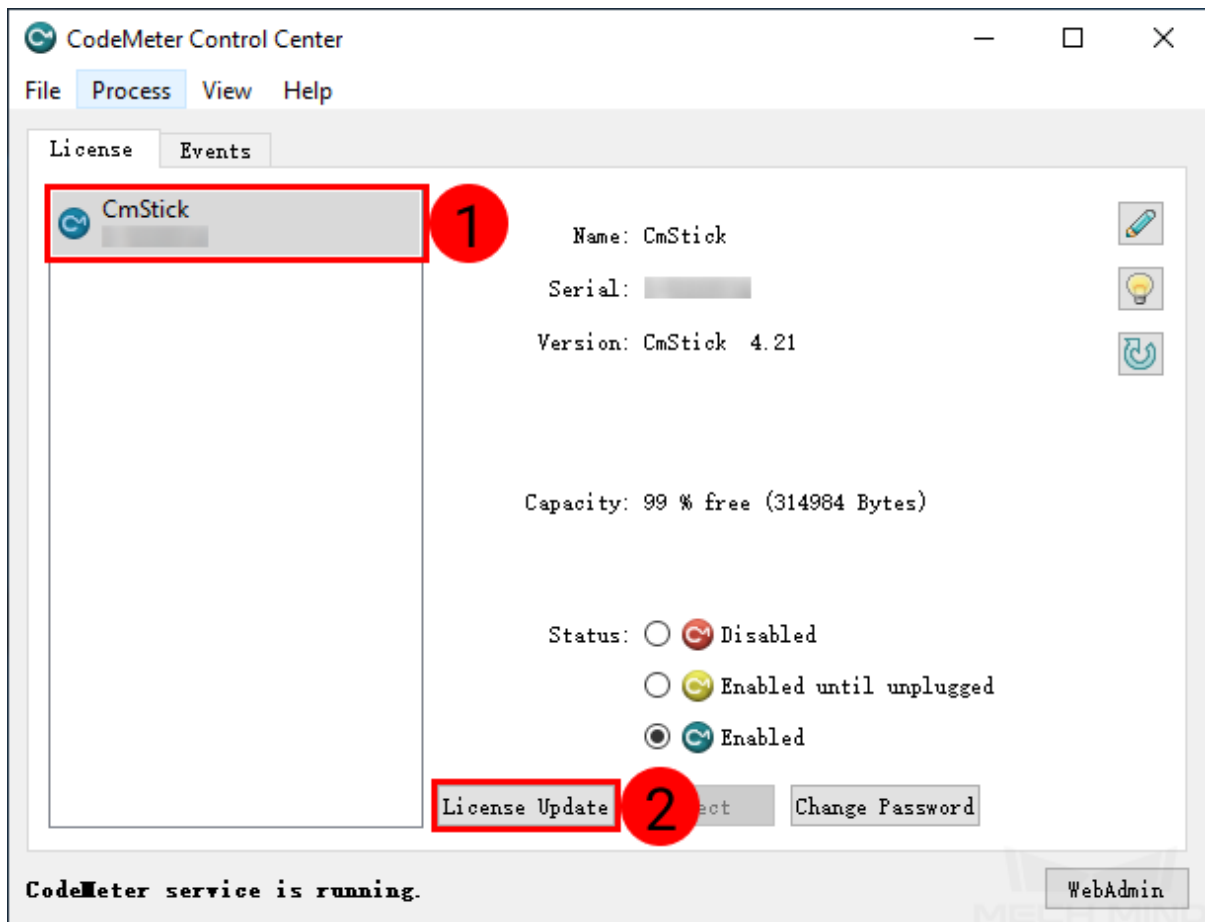 CodeMeter Control Center
File Process View Help
License Events
CmStick
1
Name: CmStick
Serial:
Version: CmStick 4.21
Capacity: 99 % free (314984 Bytes)
Status: Disabled
Enabled until unplugged
Enabled
License Update 2 Change Password
CodeMeter service is running.
WebAdmin
MECH MIND